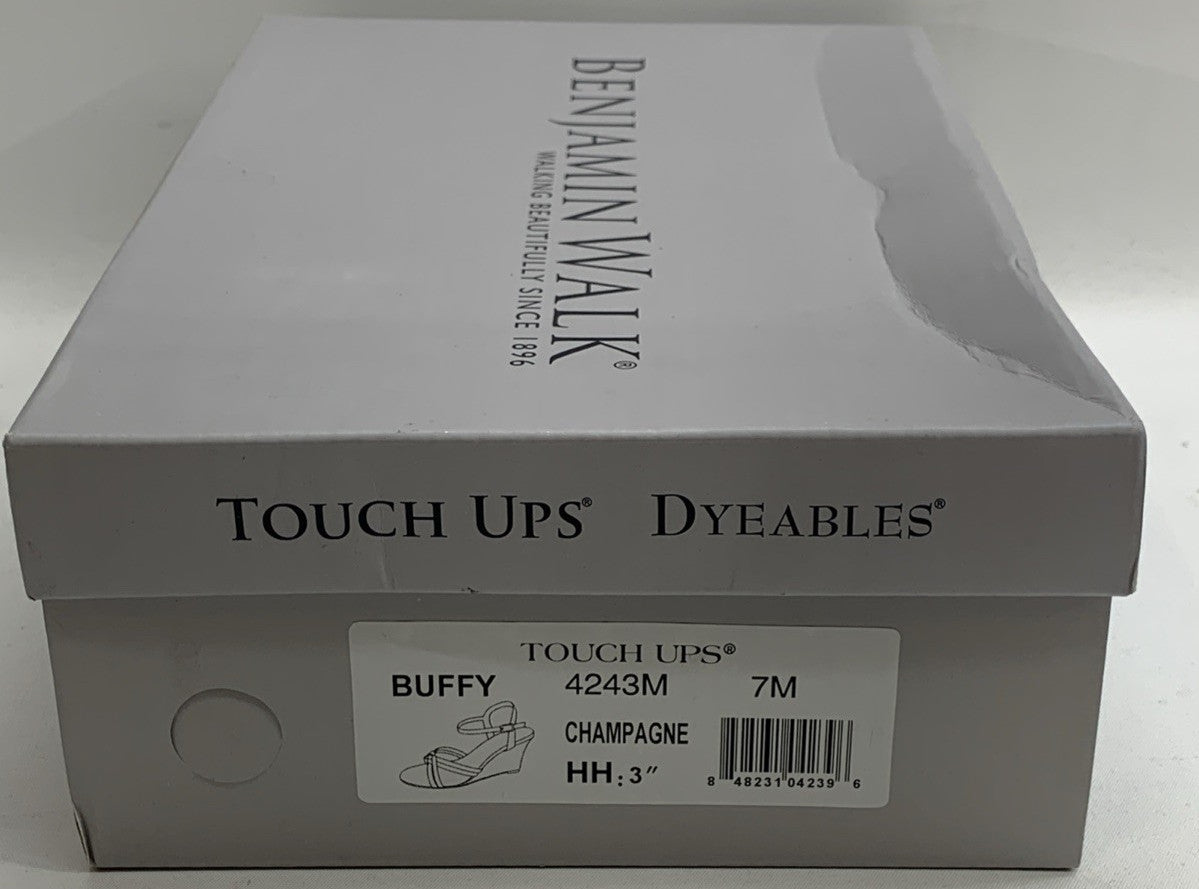 BENJAMIN WALK®
WALKING BEAUTIFULLY SINCE 1896
TOUCH UPS® DYEABLES®
TOUCH UPS®
BUFFY 4243M 7M
CHAMPAGNE
HH: 3"
8 48231 04239 6